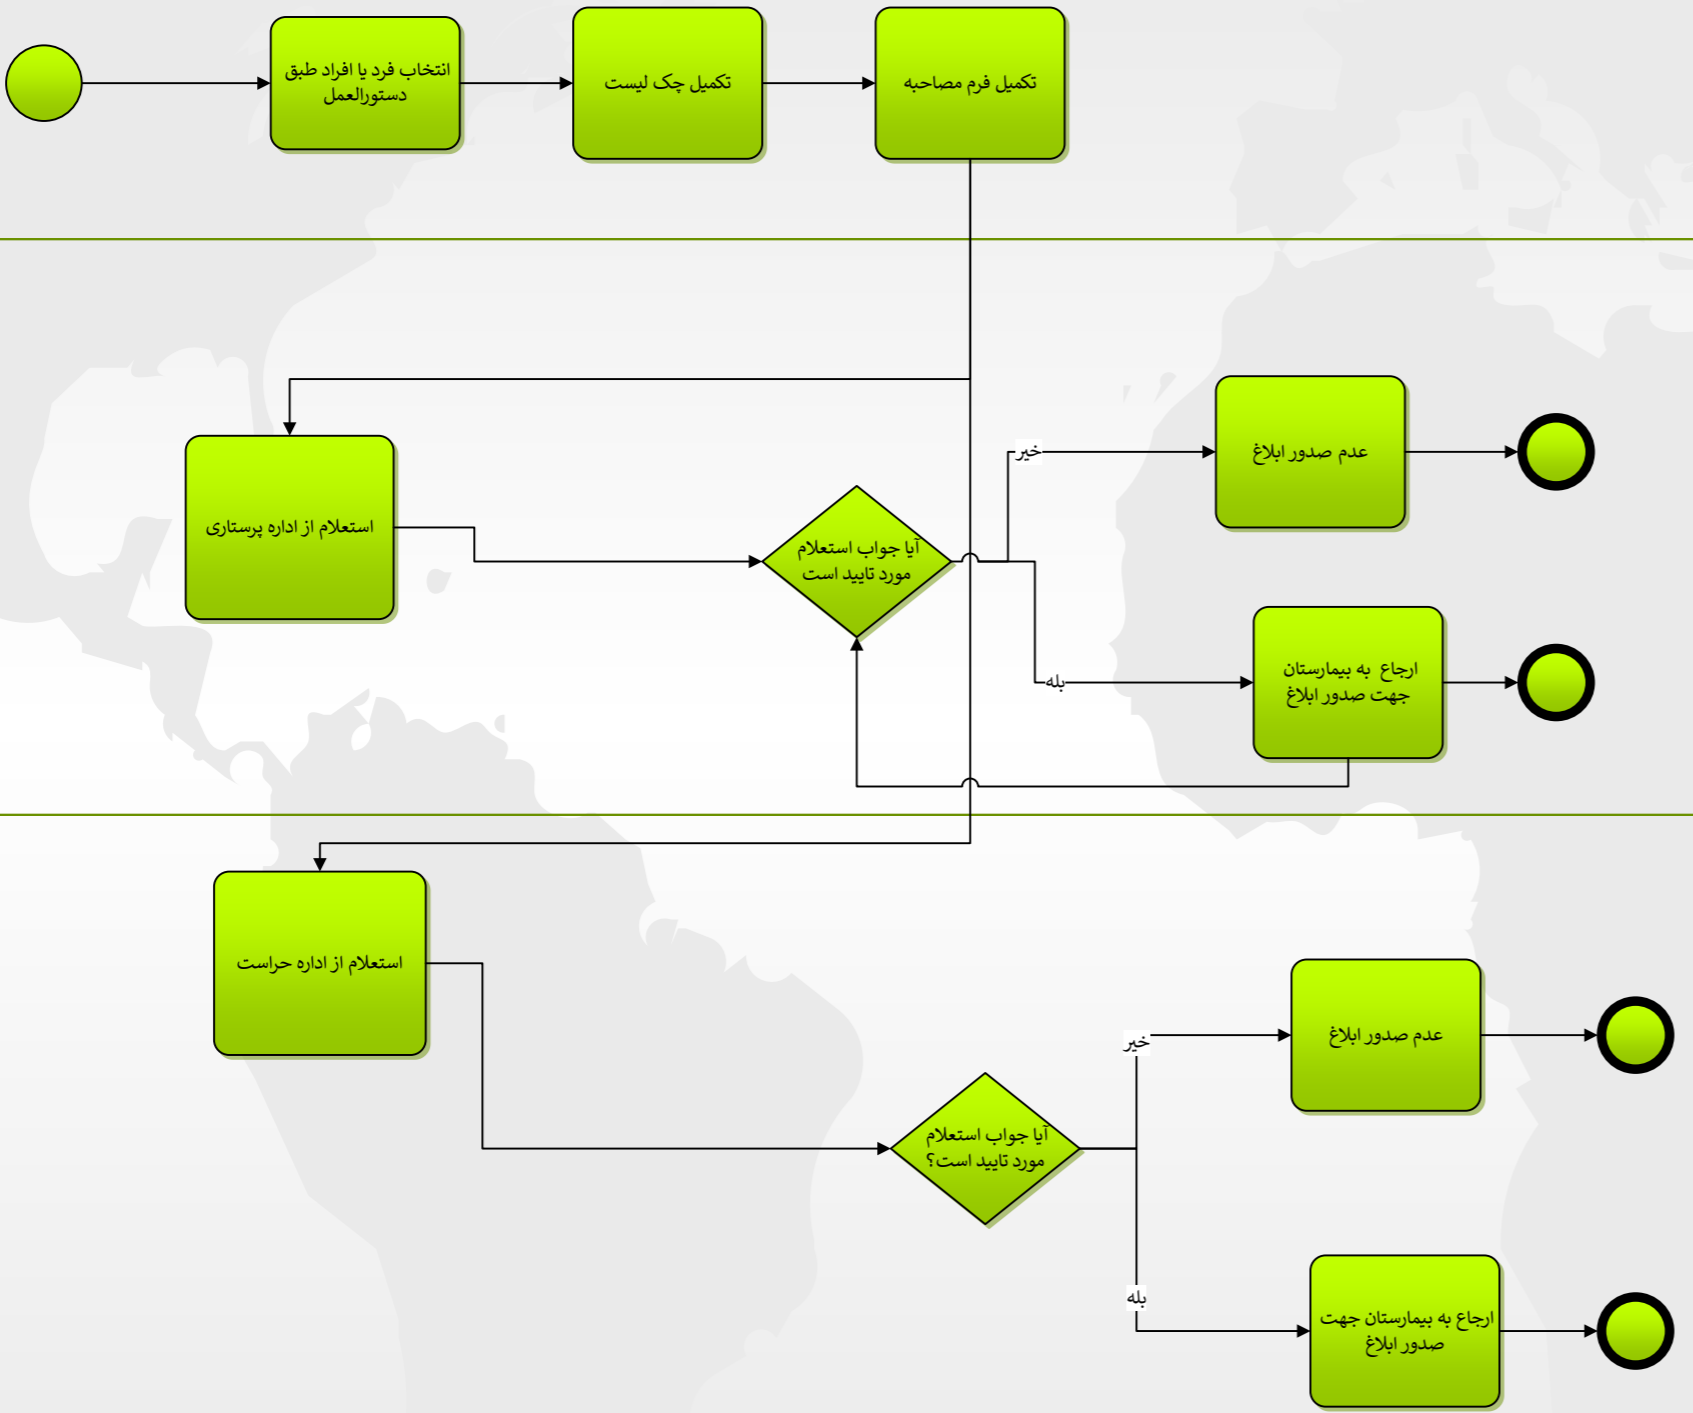 انتخاب فرد یا افراد طبق
دستورالعمل
تکمیل چک لیست
تکمیل فرم مصاحبه
استعلام از اداره پرستاری
آیا جواب استعلام
مورد تایید است
خیر
عدم صدور ابلاغ
بله
ارجاع به بیمارستان
جهت صدور ابلاغ
استعلام از اداره حراست
آیا جواب استعلام
مورد تایید است؟
خیر
عدم صدور ابلاغ
بله
ارجاع به بیمارستان جهت
صدور ابلاغ